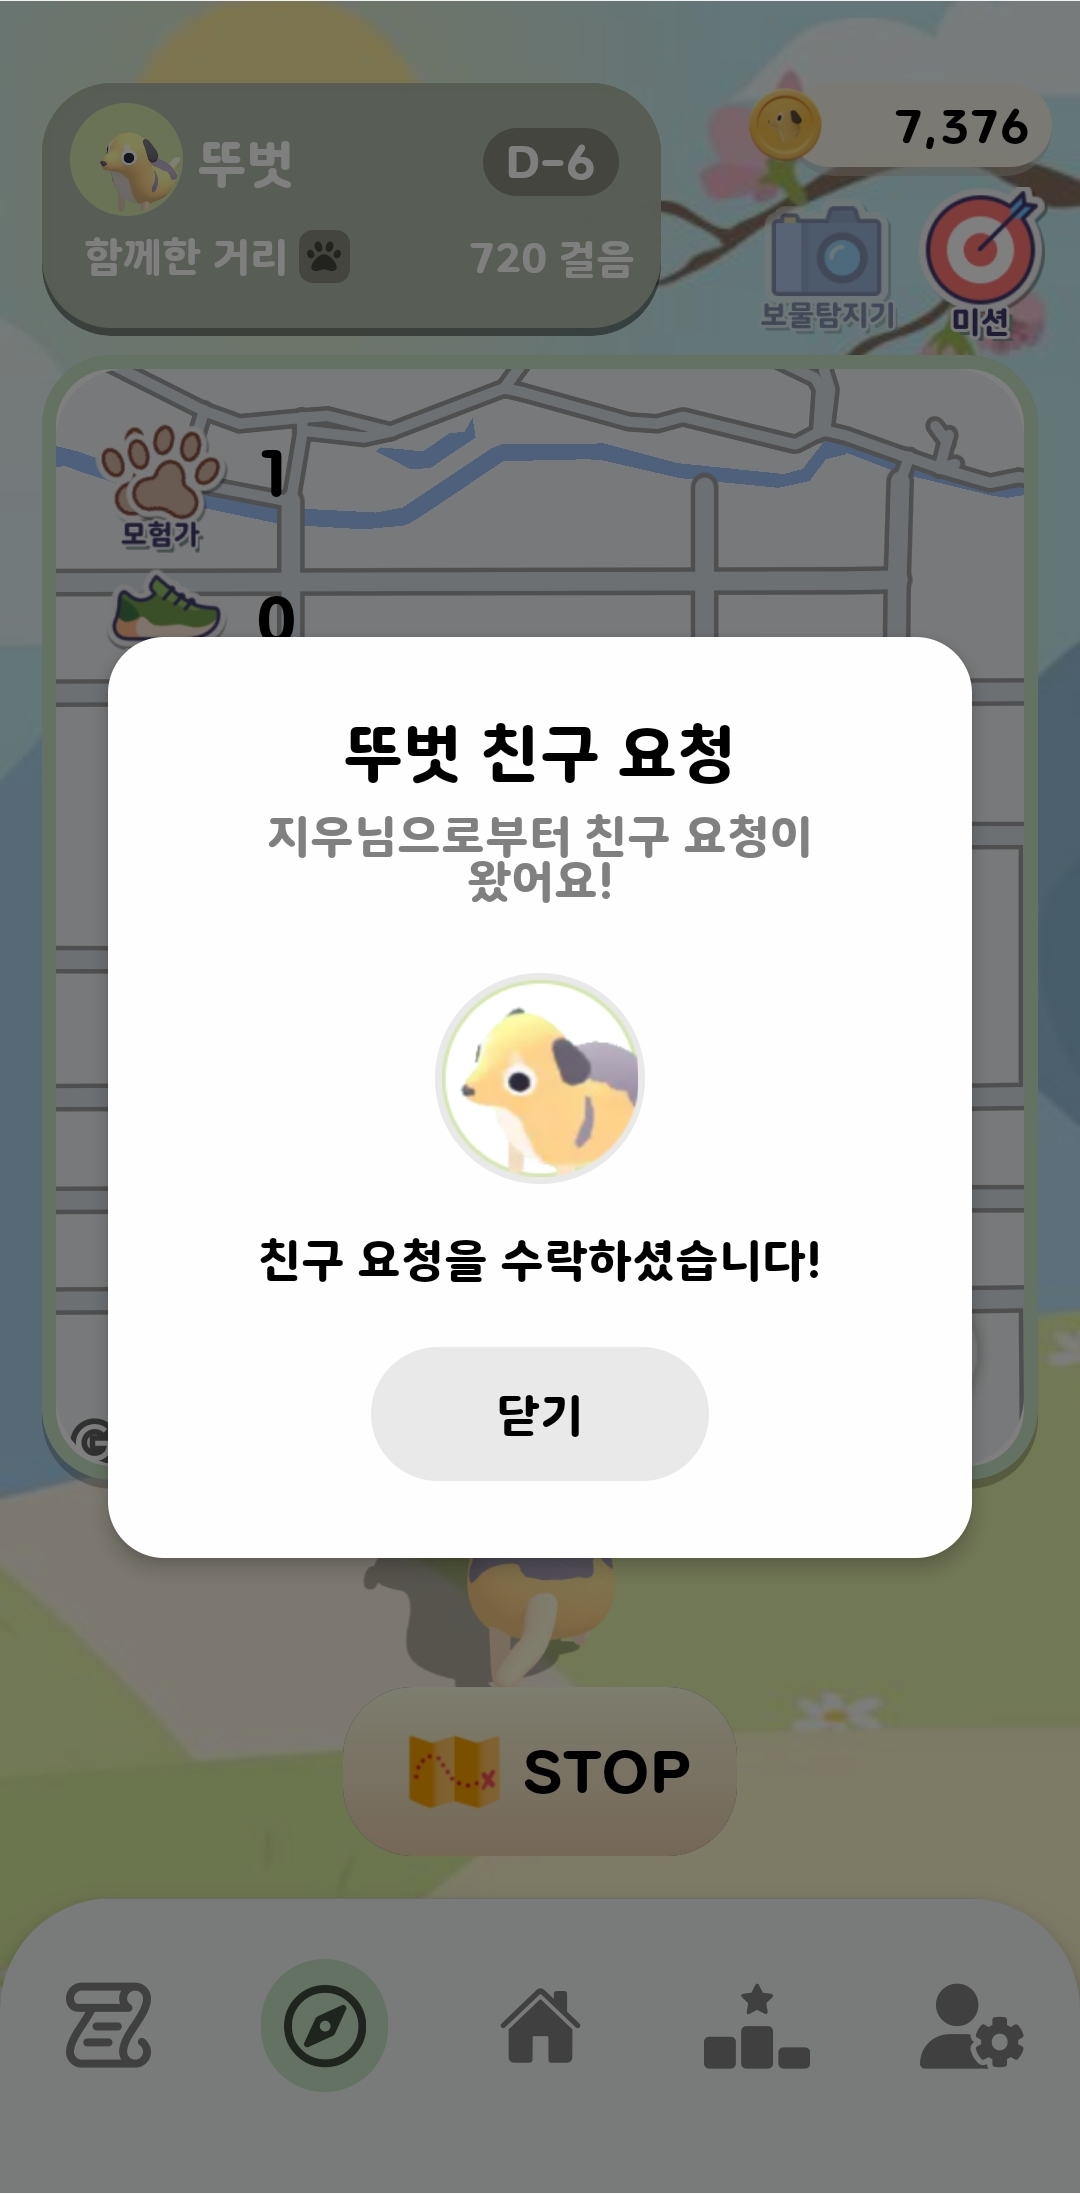 7,376
뚜벗
D-6
함께한 거리
720 걸음
보물탐지기
미션
1
모험가
0
뚜벗 친구 요청
지우님으로부터 친구 요청이
왔어요!
친구 요청을 수락하셨습니다!
닫기
STOP